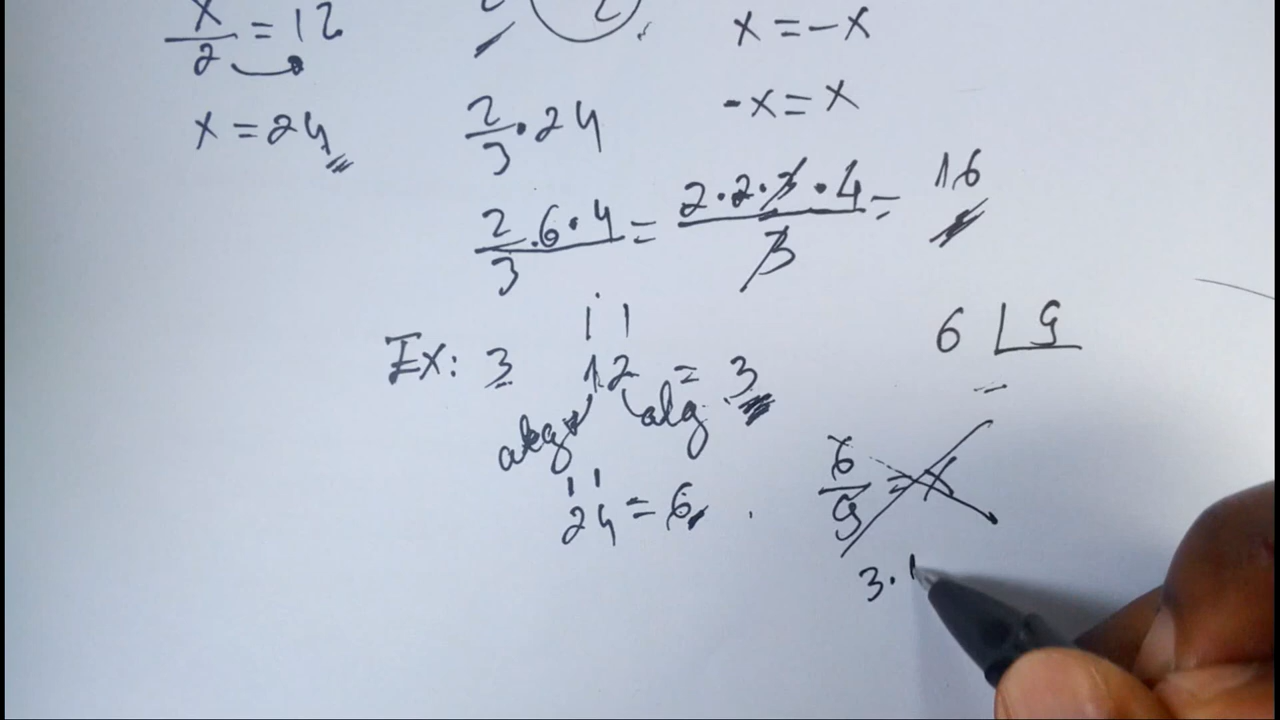 x/2 = 12
x = 24
2/3 . 24
2/3 . 6 . 4 = 2 . 2 . 3 . 4 / 3 = 16
x = -x
-x = x
Ex: 3 12 = 3
alg alg
24 = 6
6 9
6/9 = x
3 .